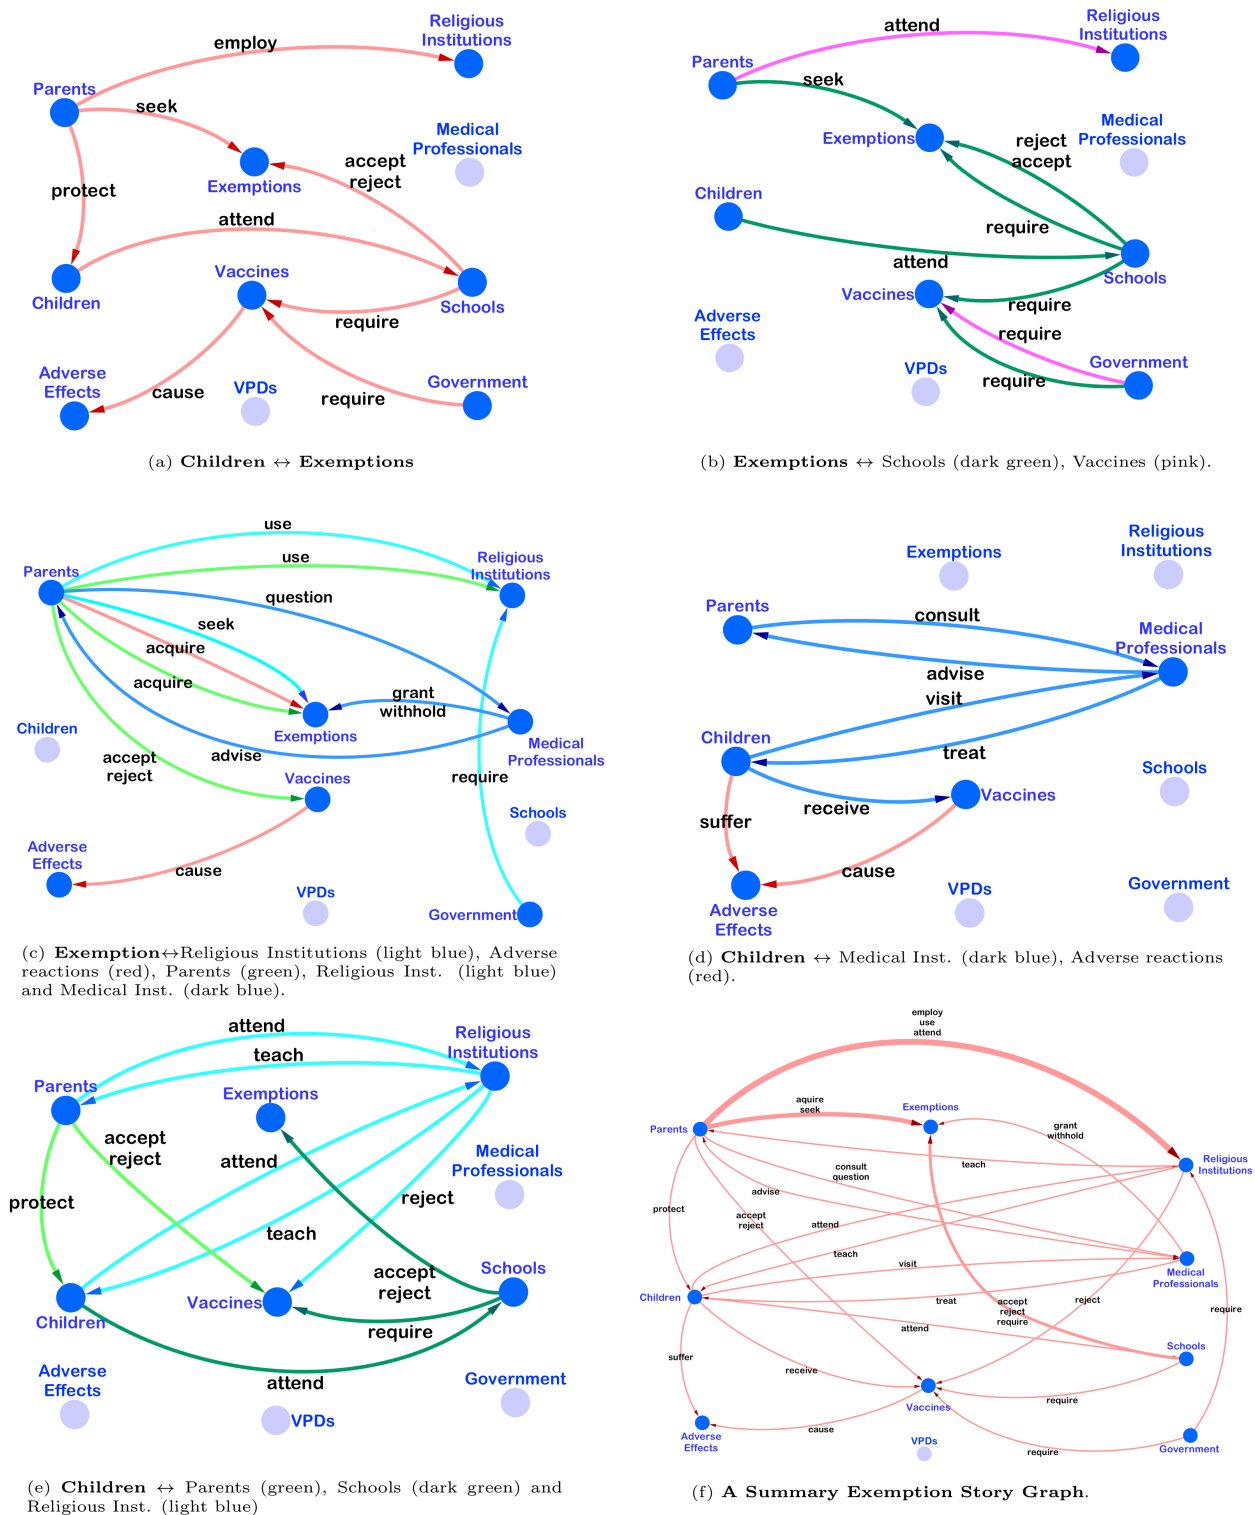 employ
Religious
Institutions
Parents
seek
Medical
Professionals
accept
reject
Exemptions
protect
attend
Vaccines
Children
Schools
require
Adverse
Effects
cause
VPDs
Government
require
(a) Children ↔ Exemptions
attend
Religious
Institutions
Parents
seek
Medical
Professionals
Exemptions
reject
accept
Children
require
attend
Schools
Vaccines
require
Adverse
Effects
require
VPDs
Government
require
(b) Exemptions ↔ Schools (dark green), Vaccines (pink).
use
use
Religious
Institutions
Parents
question
seek
acquire
acquire
grant
withhold
Children
Exemptions
advise
Medical
Professionals
accept
reject
Vaccines
require
Schools
Adverse
Effects
cause
VPDs
Government
(c) Exemption↔Religious Institutions (light blue), Adverse
reactions (red), Parents (green), Religious Inst. (light blue)
and Medical Inst. (dark blue).
Exemptions
Religious
Institutions
Parents
consult
Medical
Professionals
advise
visit
Children
treat
Schools
receive
Vaccines
suffer
cause
Adverse
Effects
VPDs
Government
(d) Children ↔ Medical Inst. (dark blue), Adverse reactions
(red).
attend
Religious
Institutions
teach
Parents
Exemptions
accept
reject
attend
Medical
Professionals
protect
reject
teach
accept
reject
Schools
Vaccines
Children
require
attend
Adverse
Effects
VPDs
Government
(e) Children ↔ Parents (green), Schools (dark green) and
Religious Inst. (light blue)
employ
use
attend
aquire
seek
Exemptions
Parents
grant
withhold
teach
Religious
Institutions
consult
question
advise
protect
accept
reject
attend
teach
visit
Medical
Professionals
Children
treat
accept
reject
require
reject
require
attend
Schools
suffer
receive
require
Vaccines
cause
Adverse
Effects
VPDs
require
Government
(f) A Summary Exemption Story Graph.